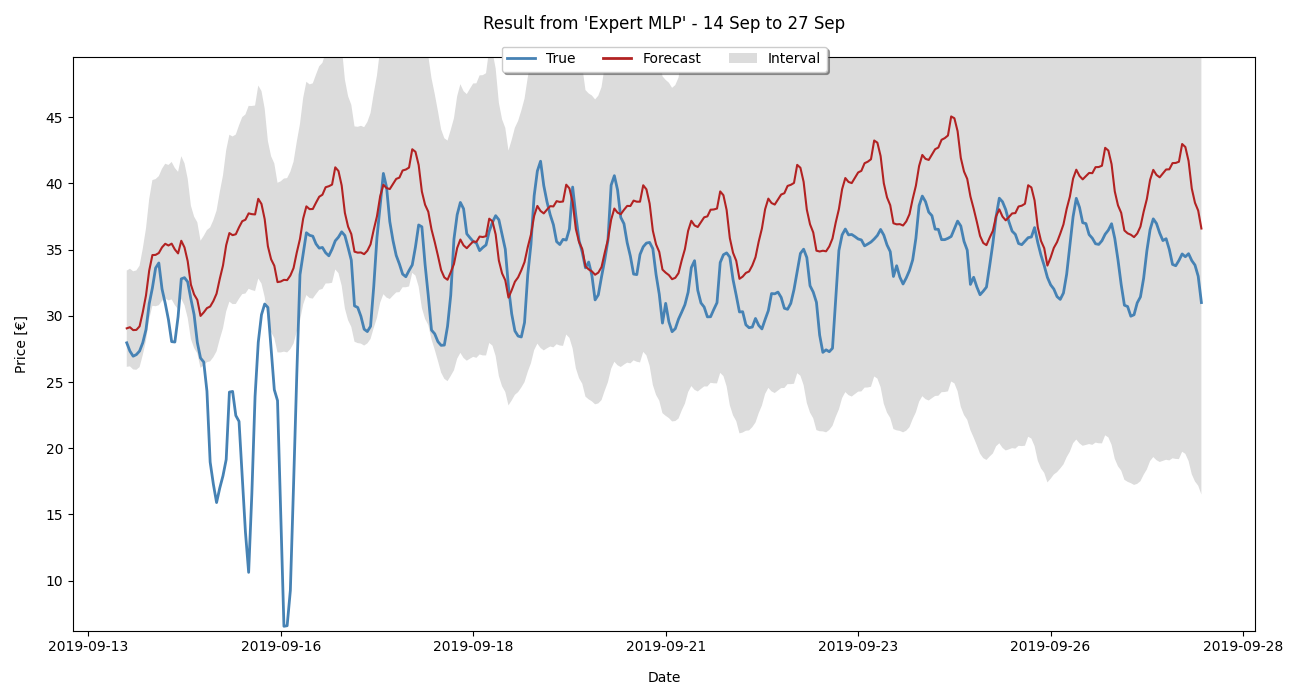 Result from 'Expert MLP' - 14 Sep to 27 Sep
True Forecast Interval
45
40
35
30
25
20
15
10
Price [€]
2019-09-13 2019-09-16 2019-09-18 2019-09-21 2019-09-23 2019-09-26 2019-09-28
Date